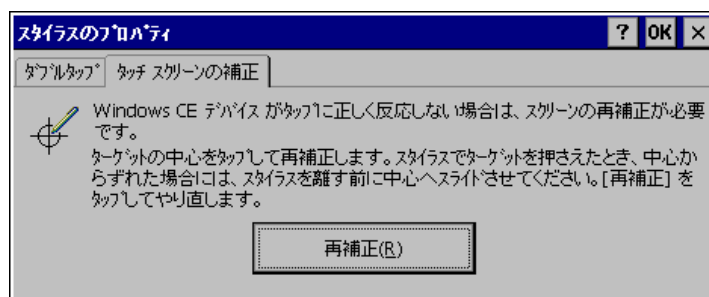 ｽﾀｲﾗｽのﾌﾟﾛﾊﾟﾃｨ ? OK ×
ﾀﾞﾌﾞﾙﾀｯﾌﾟ ﾀｯﾁ ｽｸﾘｰﾝの補正
Windows CE ﾃﾞﾊﾞｲｽ がﾀｯﾌﾟに正しく反応しない場合は、ｽｸﾘｰﾝの再補正が必要
です。
ﾀｰｹﾞｯﾄの中心をﾀｯﾌﾟして再補正します。ｽﾀｲﾗｽでﾀｰｹﾞｯﾄを押さえたとき、中心か
らずれた場合には、ｽﾀｲﾗｽを離す前に中心へｽﾗｲﾄﾞさせてください。[再補正] を
ﾀｯﾌﾟしてやり直します。
再補正(R)